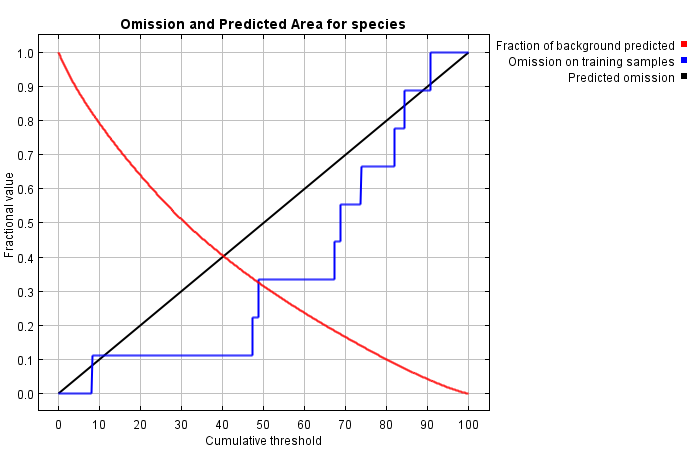 Omission and Predicted Area for species
Fraction of background predicted
Omission on training samples
Predicted omission
Fractional value
1.0
0.9
0.8
0.7
0.6
0.5
0.4
0.3
0.2
0.1
0.0
0 10 20 30 40 50 60 70 80 90 100
Cumulative threshold